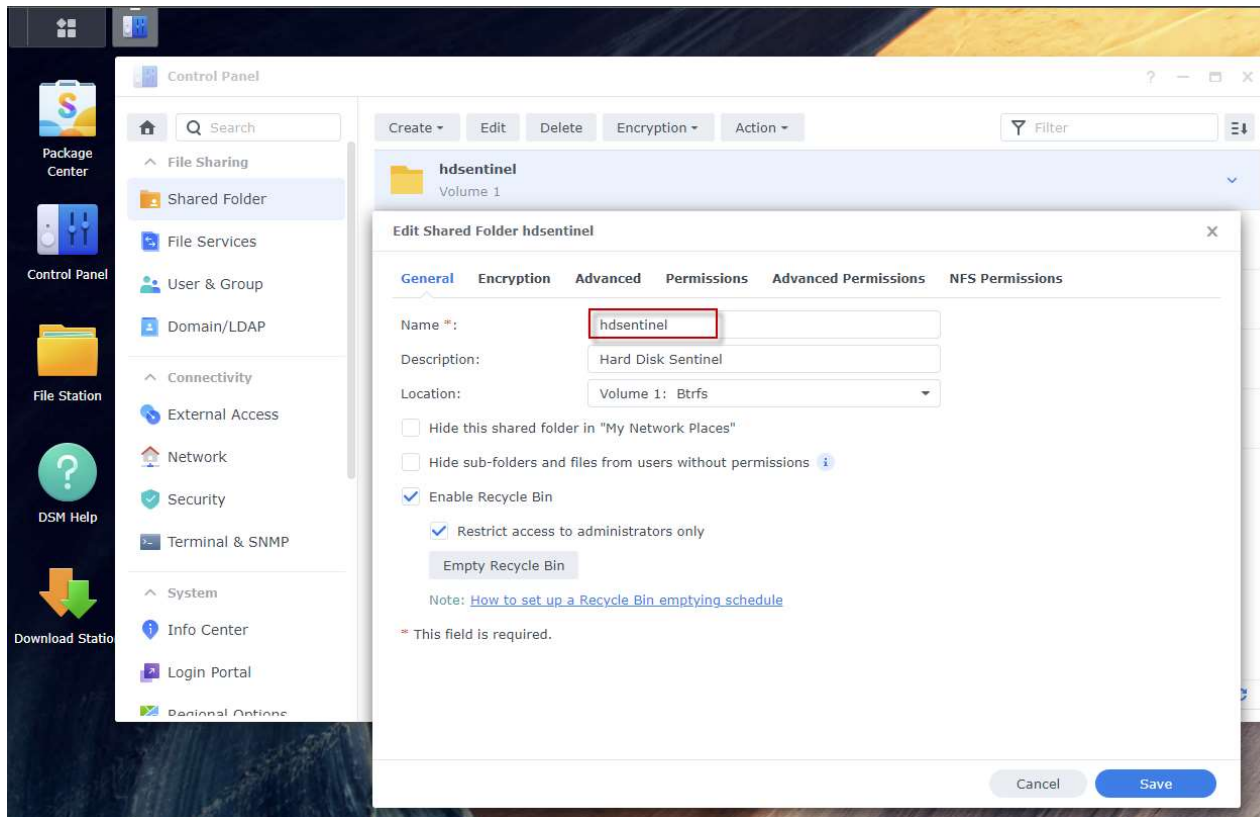 Control Panel
Search
Create Edit Delete Encryption Action
Filter
Package
Center
File Sharing
hdsentinel
Volume 1
Shared Folder
Control Panel
File Services
User & Group
Domain/LDAP
File Station
Connectivity
External Access
Network
Security
DSM Help
Terminal & SNMP
System
Info Center
Download Statio
Login Portal
Regional Options
Edit Shared Folder hdsentinel
General Encryption Advanced Permissions Advanced Permissions NFS Permissions
Name *: hdsentinel
Description: Hard Disk Sentinel
Location: Volume 1: Btrfs
Hide this shared folder in "My Network Places"
Hide sub-folders and files from users without permissions
Enable Recycle Bin
Restrict access to administrators only
Empty Recycle Bin
Note: How to set up a Recycle Bin emptying schedule
* This field is required.
Cancel Save